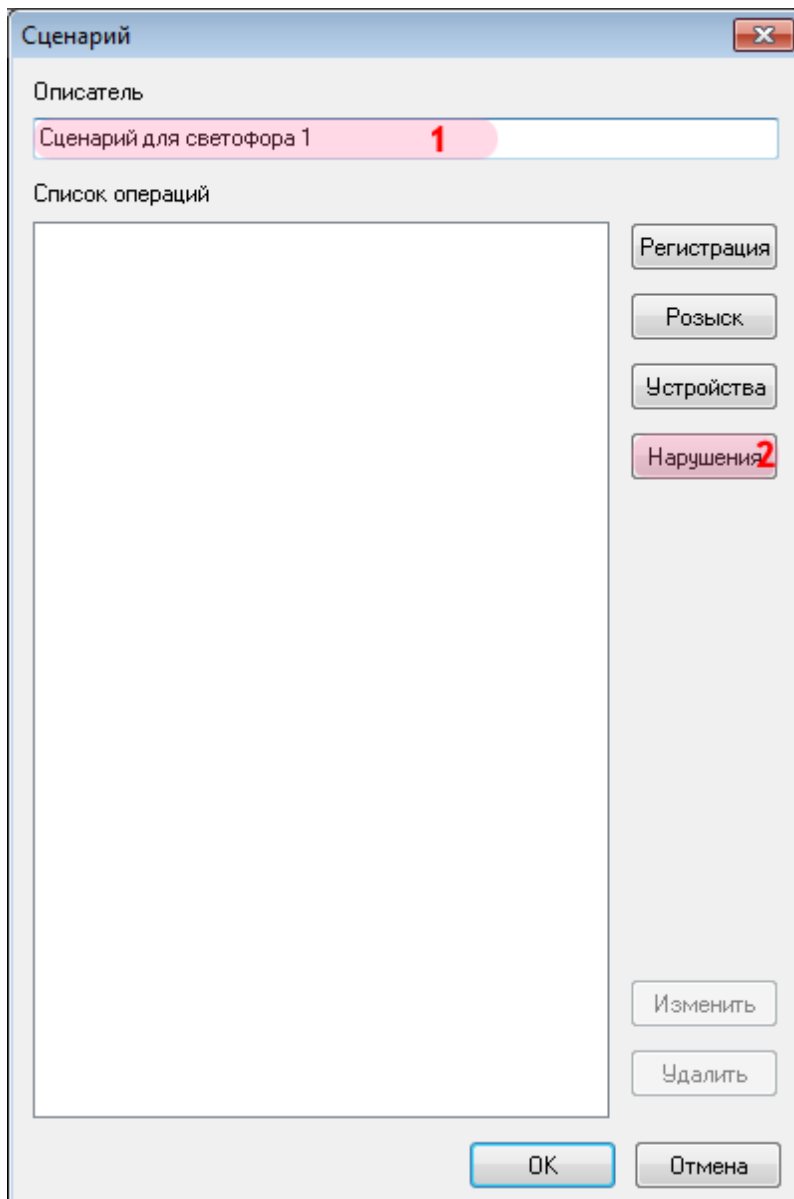 Сценарий
Описатель
Сценарий для светофора 1 1
Список операций
Регистрация
Розыск
Устройства
Нарушения 2
Изменить
Удалить
OK Отмена